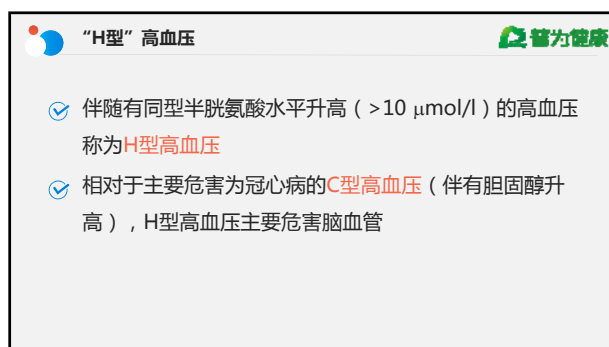 “H型”高血压
普为健康
伴随有同型半胱氨酸水平升高（>10 μmol/l）的高血压
称为H型高血压
相对于主要危害为冠心病的C型高血压（伴有胆固醇升
高），H型高血压主要危害脑血管